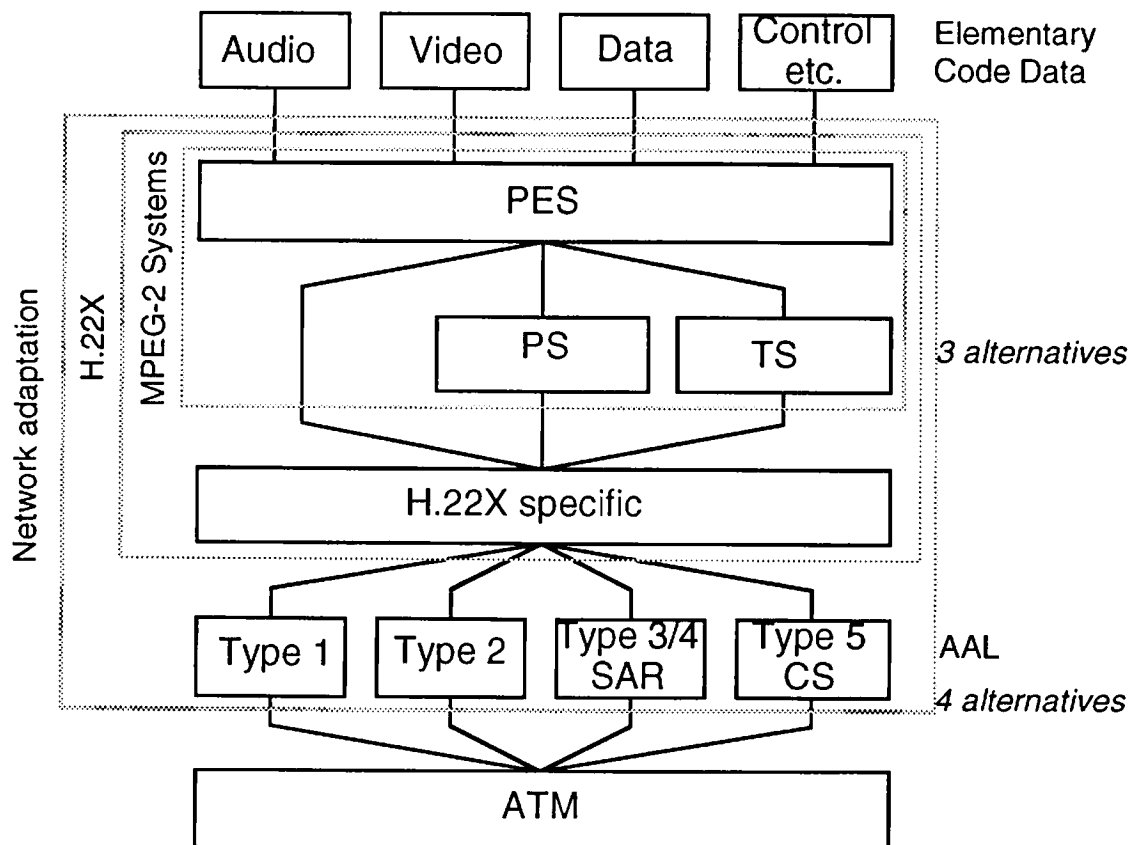 Audio
Video
Data
Control
etc.
Elementary
Code Data
Network adaptation
H.22X
MPEG-2 Systems
PES
PS
TS
3 alternatives
H.22X specific
Type 1
Type 2
Type 3/4
SAR
Type 5
CS
AAL
4 alternatives
ATM